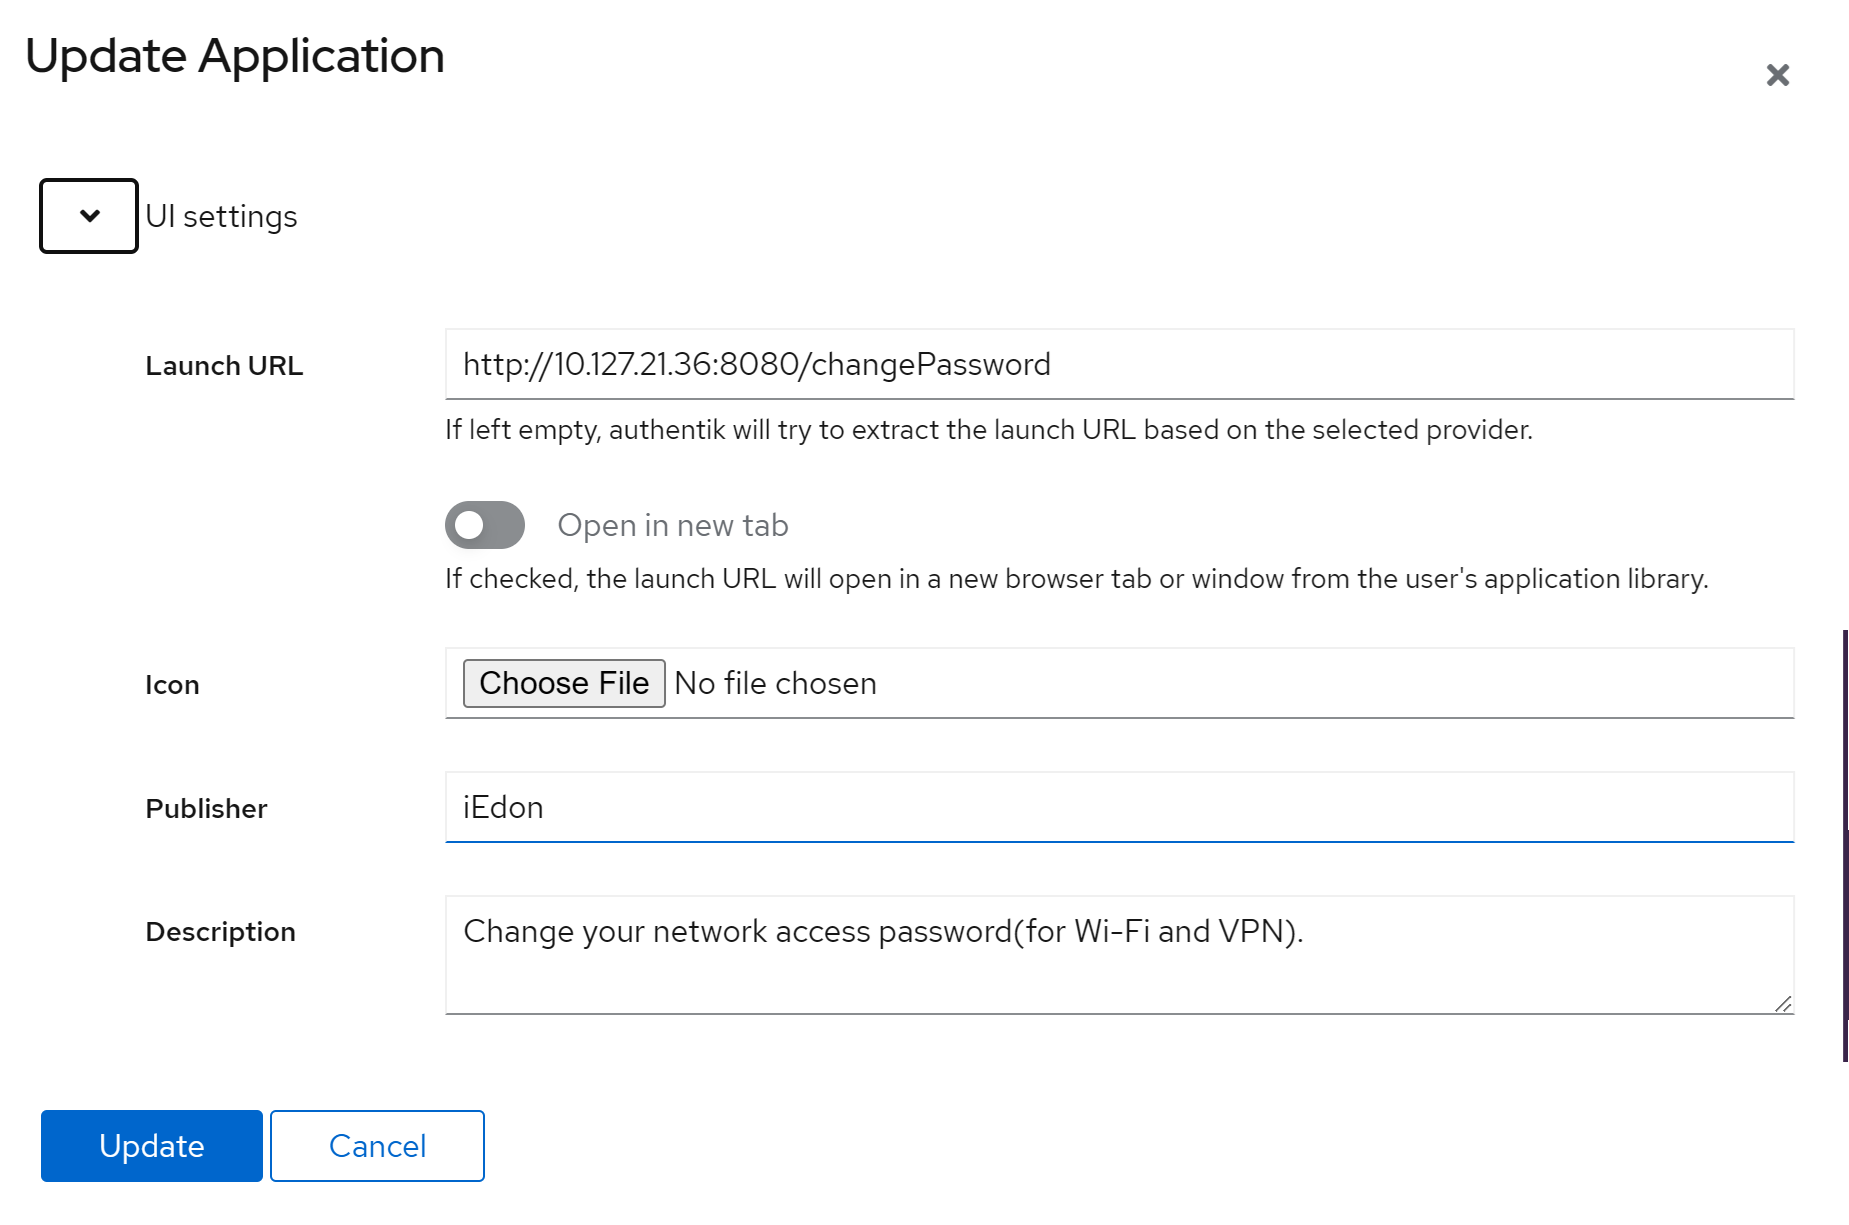 Update Application
UI settings
Launch URL
http://10.127.21.36:8080/changePassword
If left empty, authentik will try to extract the launch URL based on the selected provider.
Open in new tab
If checked, the launch URL will open in a new browser tab or window from the user's application library.
Icon
Choose File No file chosen
Publisher
iEdon
Description
Change your network access password(for Wi-Fi and VPN).
Update
Cancel